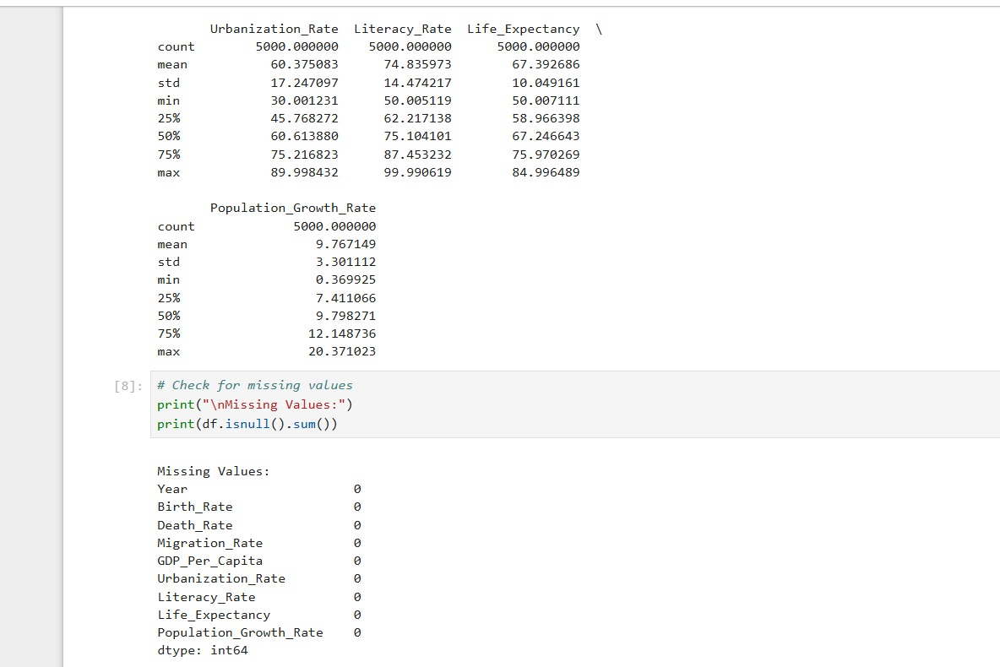 Urbanization_Rate  Literacy_Rate  Life_Expectancy  \
count        5000.000000    5000.000000      5000.000000
mean           60.375083      74.835973        67.392686
std            17.247097      14.474217        10.049161
min            30.001231      50.005119        50.007111
25%            45.768272      62.217138        58.966398
50%            60.613880      75.104101        67.246643
75%            75.216823      87.453232        75.970269
max            89.998432      99.990619        84.996489
Population_Growth_Rate
count             5000.000000
mean                 9.767149
std                  3.301112
min                  0.369925
25%                  7.411066
50%                  9.798271
75%                 12.148736
max                 20.371023
[8]: # Check for missing values
print("\nMissing Values:")
print(df.isnull().sum())
Missing Values:
Year                      0
Birth_Rate                0
Death_Rate                0
Migration_Rate            0
GDP_Per_Capita            0
Urbanization_Rate         0
Literacy_Rate             0
Life_Expectancy           0
Population_Growth_Rate    0
dtype: int64